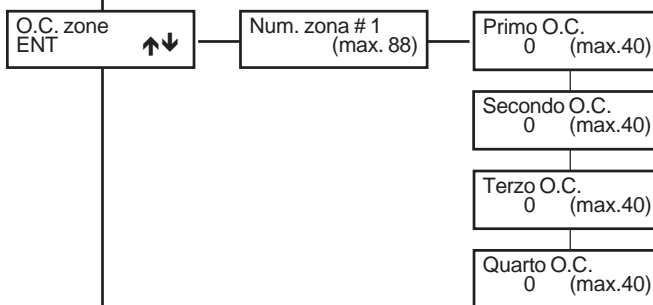 O.C. zone
ENT ↑↓
Num. zona # 1
(max. 88)
Primo O.C.
0 (max.40)
Secondo O.C.
0 (max.40)
Terzo O.C.
0 (max.40)
Quarto O.C.
0 (max.40)